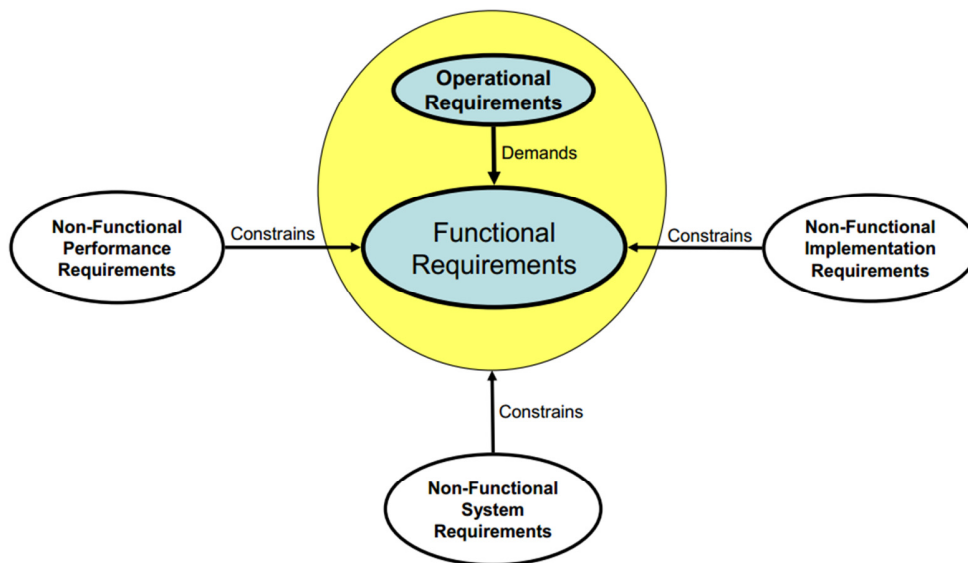 Operational
Requirements
Demands
Non-Functional
Performance
Requirements
Constrains
Functional
Requirements
Constrains
Non-Functional
Implementation
Requirements
Constrains
Non-Functional
System
Requirements